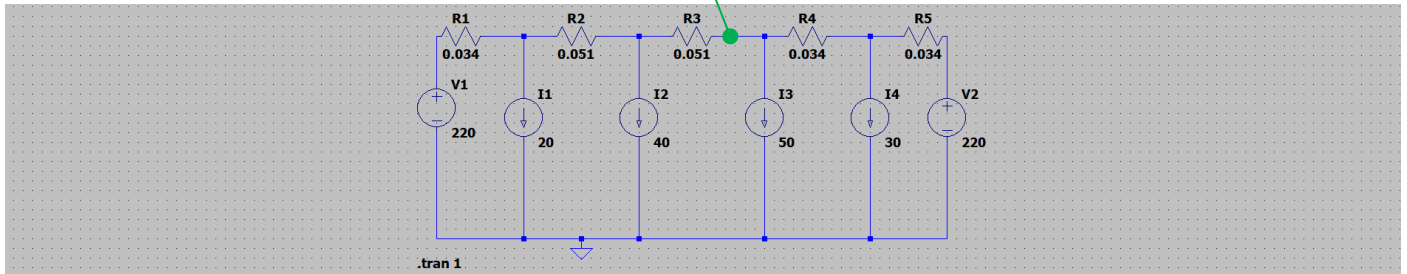 R1 R2 R3 R4 R5
0.034 0.051 0.051 0.034 0.034
V1 I1 I2 I3 I4 V2
220 20 40 50 30 220
.tran 1